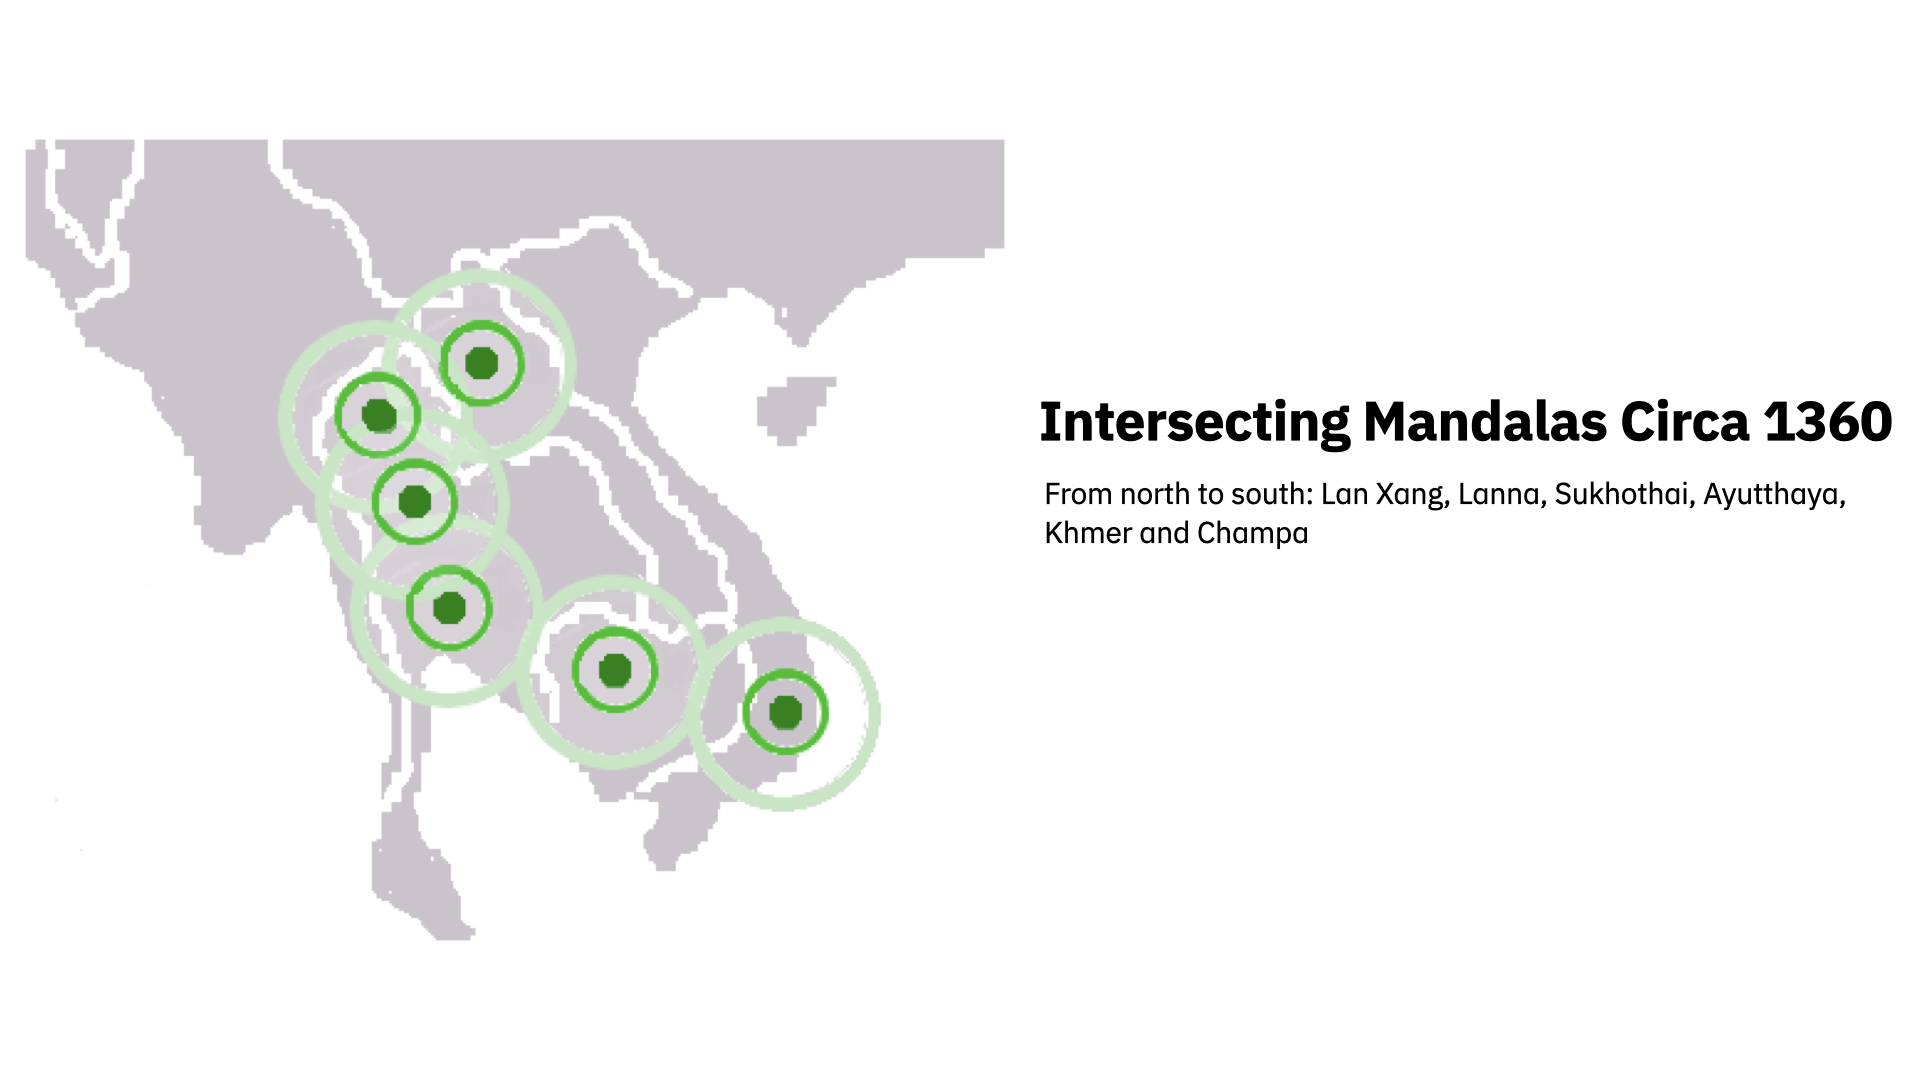 Intersecting Mandalas Circa 1360
From north to south: Lan Xang, Lanna, Sukhothai, Ayutthaya,
Khmer and Champa